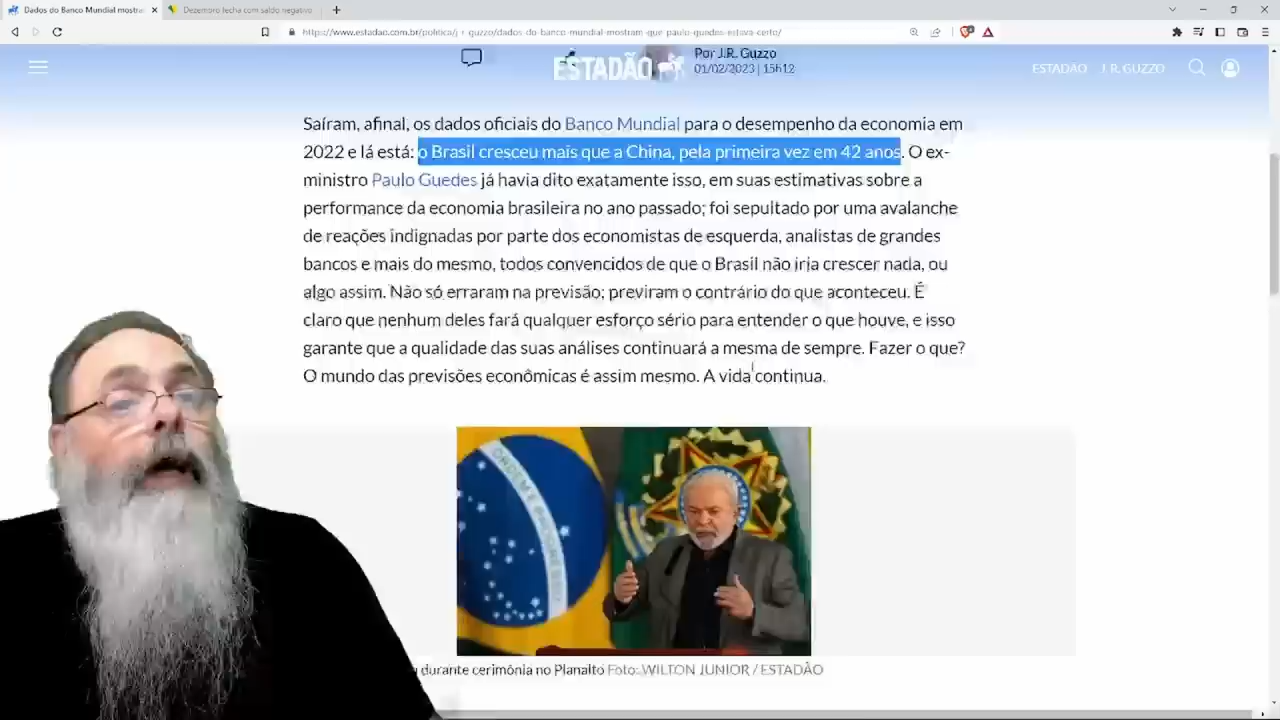 Dados do Banco Mundial mostra
Dezembro fecha com saldo negativo
https://www.estadao.com.br/politica/j-r-guzzo/dados-do-banco-mundial-mostram-que-paulo-guedes-estava-certo/
ESTADÃO
Por J.R. Guzzo
01/02/2023 | 15h12
ESTADÃO J. R. GUZZO
Saíram, afinal, os dados oficiais do Banco Mundial para o desempenho da economia em
2022 e lá está: o Brasil cresceu mais que a China, pela primeira vez em 42 anos. O ex-
ministro Paulo Guedes já havia dito exatamente isso, em suas estimativas sobre a
performance da economia brasileira no ano passado; foi sepultado por uma avalanche
de reações indignadas por parte dos economistas de esquerda, analistas de grandes
bancos e mais do mesmo, todos convencidos de que o Brasil não iria crescer nada, ou
algo assim. Não só erraram na previsão; previram o contrário do que aconteceu. É
claro que nenhum deles fará qualquer esforço sério para entender o que houve, e isso
garante que a qualidade das suas análises continuará a mesma de sempre. Fazer o que?
O mundo das previsões econômicas é assim mesmo. A vida continua.
ORDEM E PROGRESSO
durante cerimônia no Planalto Foto: WILTON JUNIOR / ESTADÃO